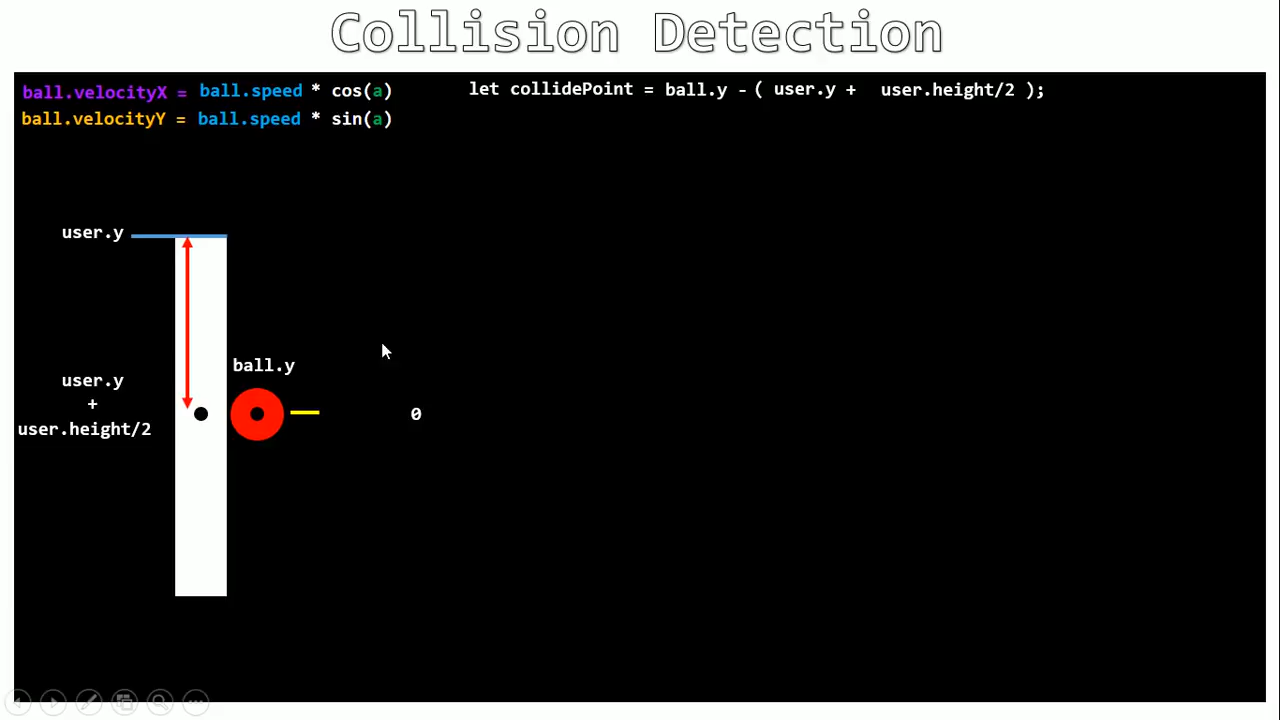 Collision Detection
ball.velocityX = ball.speed * cos(a)
let collidePoint = ball.y - ( user.y + user.height/2 );
ball.velocityY = ball.speed * sin(a)
user.y
ball.y
user.y
+
user.height/2
0